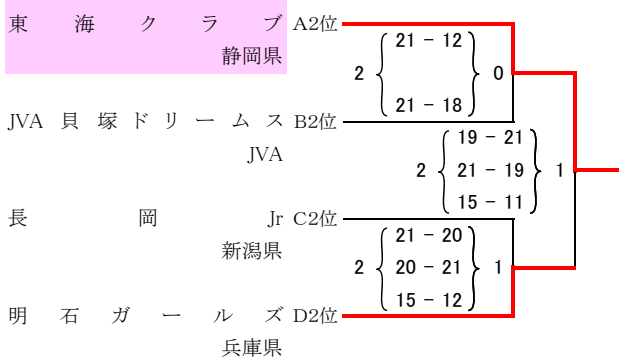 東海クラブ A2位
静岡県
21 - 12
2 0
21 - 18
JVA貝塚ドリームス B2位
JVA
19 - 21
2 21 - 19 1
15 - 11
長岡Jr C2位
新潟県
21 - 20
2 20 - 21 1
15 - 12
明石ガールズ D2位
兵庫県